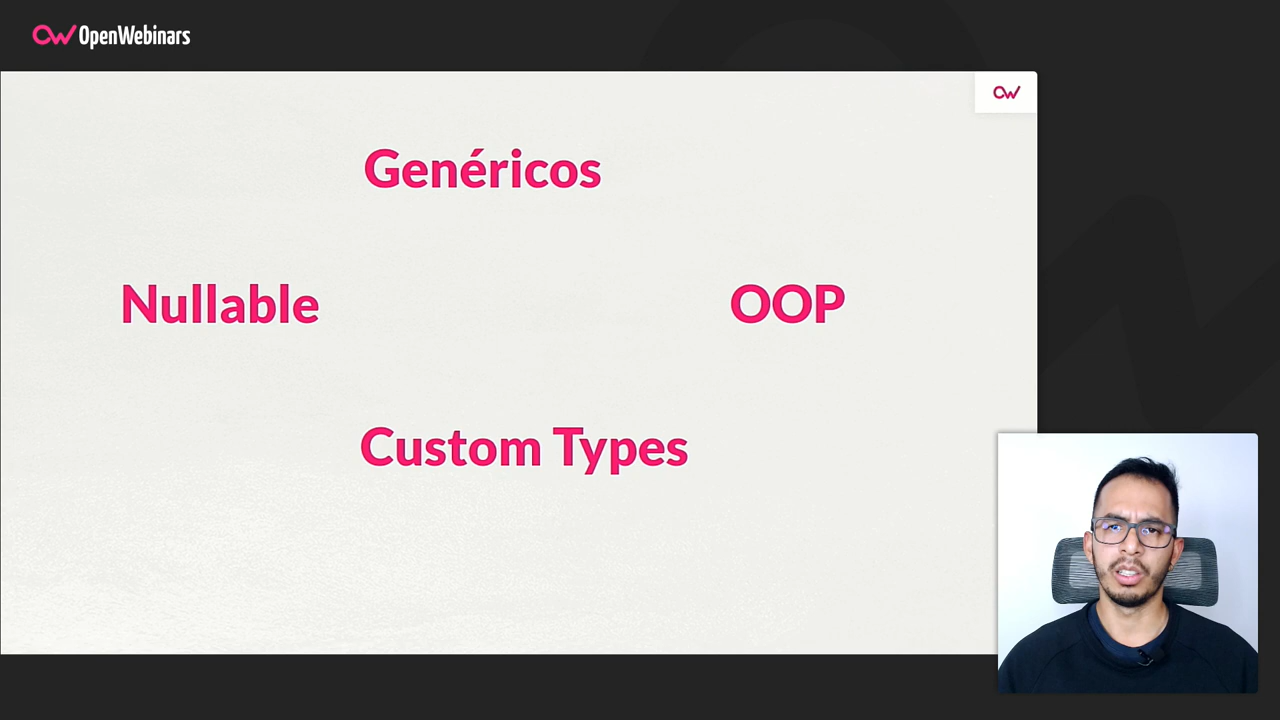 OpenWebinars
Genéricos
Nullable
OOP
Custom Types